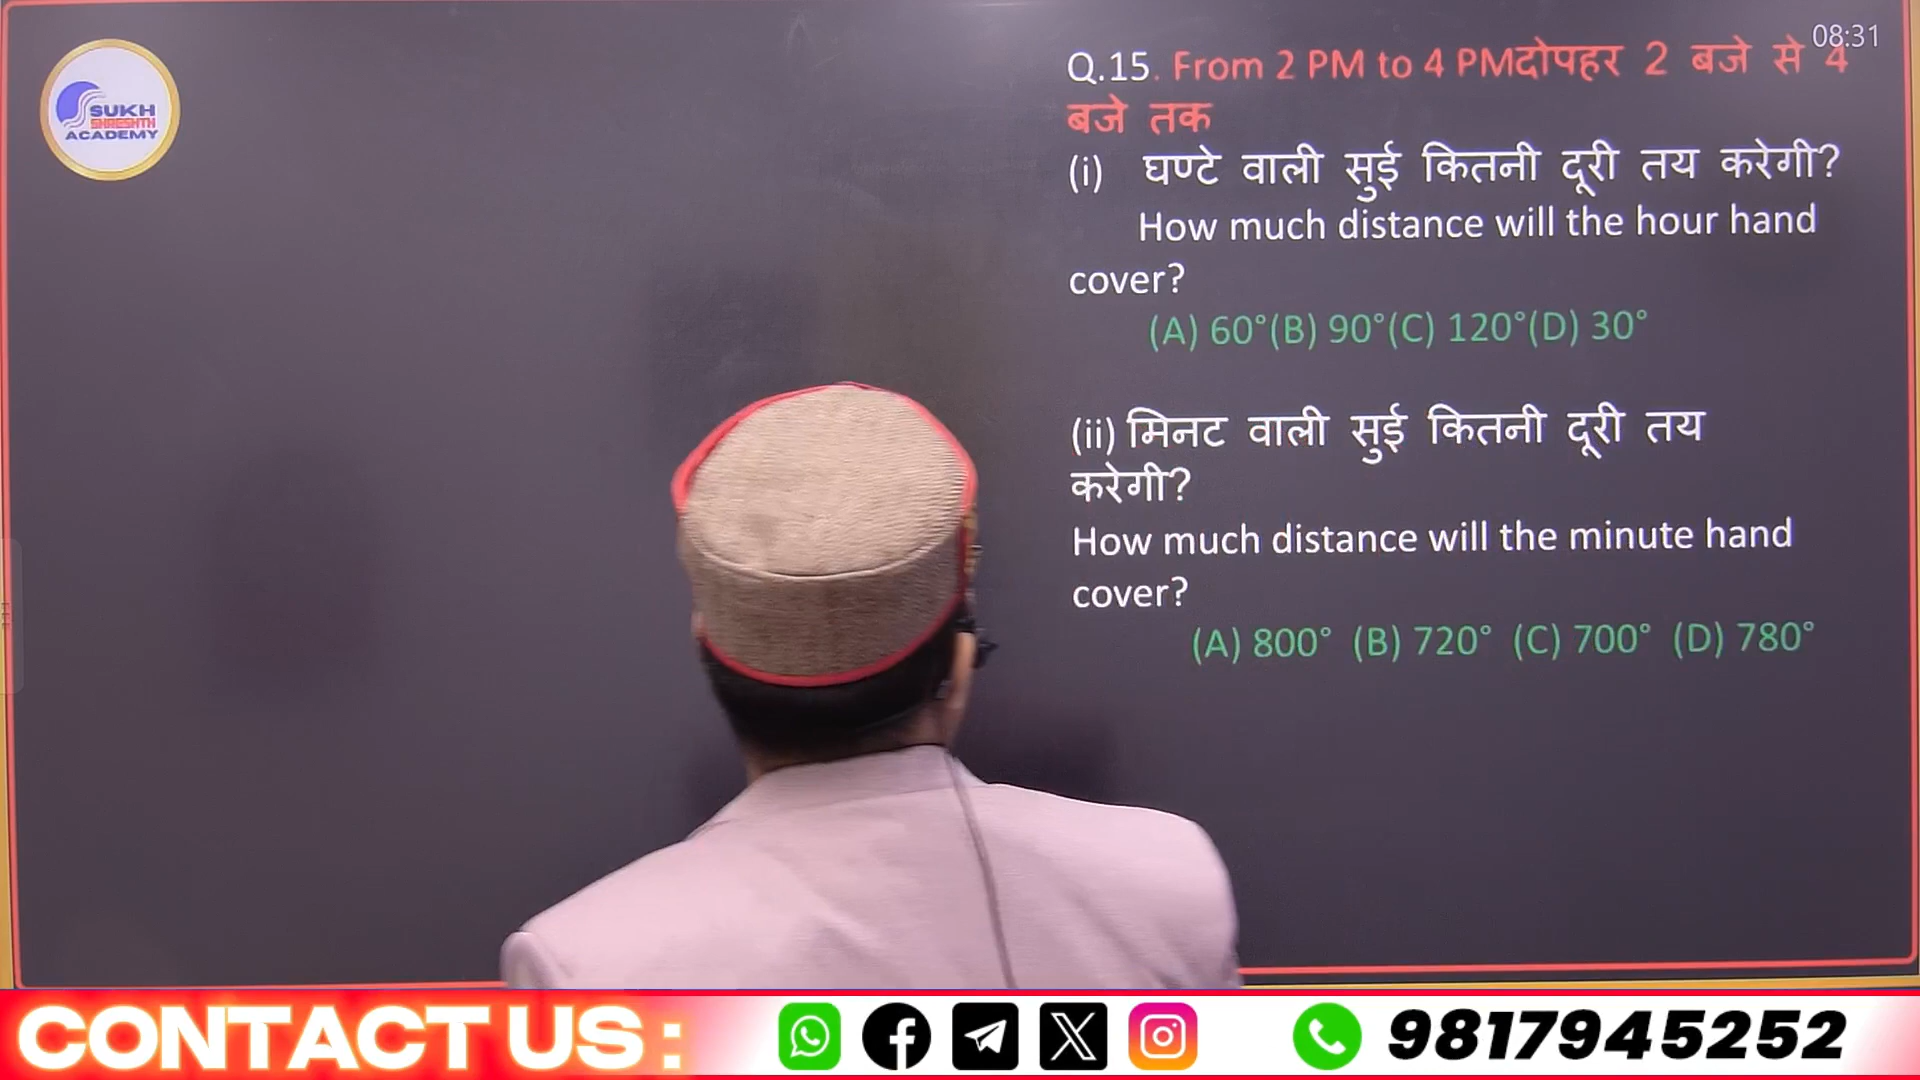 08:31
SUKH
SHRESHTH
ACADEMY
Q.15. From 2 PM to 4 PMदोपहर 2 बजे से 4
बजे तक
(i) घण्टे वाली सुई कितनी दूरी तय करेगी?
How much distance will the hour hand
cover?
(A) 60°(B) 90°(C) 120°(D) 30°
(ii) मिनट वाली सुई कितनी दूरी तय
करेगी?
How much distance will the minute hand
cover?
(A) 800° (B) 720° (C) 700° (D) 780°
CONTACT US : 9817945252